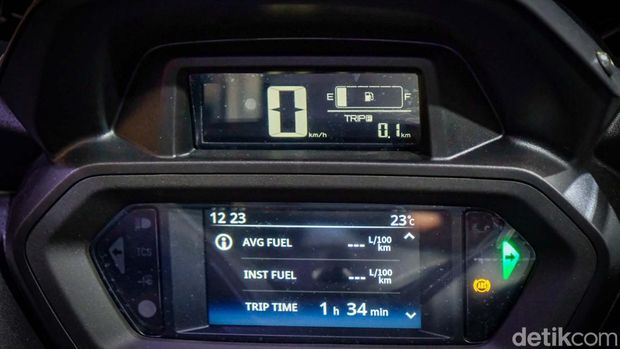 0 km/h
E F
TRIP F
0.1 km
12 23 23°C
AVG FUEL --- L/100 km
INST FUEL --- L/100 km
TRIP TIME 1 h 34 min
TCS
ABS
detikcom